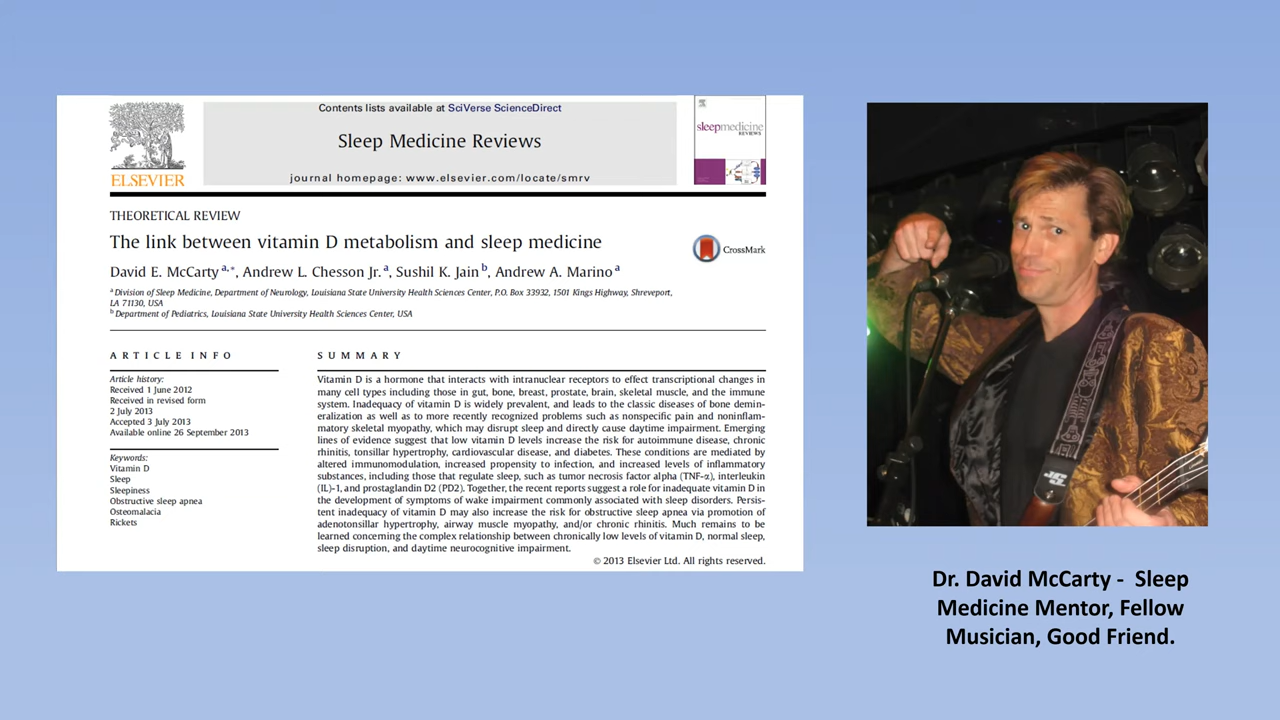 Contents lists available at SciVerse ScienceDirect
Sleep Medicine Reviews
journal homepage: www.elsevier.com/locate/smrv
ELSEVIER
sleepmedicine
REVIEWS
THEORETICAL REVIEW
The link between vitamin D metabolism and sleep medicine
CrossMark
David E. McCarty a,*, Andrew L. Chesson Jr. a, Sushil K. Jain b, Andrew A. Marino a
a Division of Sleep Medicine, Department of Neurology, Louisiana State University Health Sciences Center, P.O. Box 33932, 1501 Kings Highway, Shreveport,
LA 71130, USA
b Department of Pediatrics, Louisiana State University Health Sciences Center, USA
ARTICLE INFO
Article history:
Received 1 June 2012
Received in revised form
2 July 2013
Accepted 3 July 2013
Available online 26 September 2013
Keywords:
Vitamin D
Sleep
Sleepiness
Obstructive sleep apnea
Osteomalacia
Rickets
SUMMARY
Vitamin D is a hormone that interacts with intranuclear receptors to effect transcriptional changes in
many cell types including those in gut, bone, breast, prostate, brain, skeletal muscle, and the immune
system. Inadequacy of vitamin D is widely prevalent, and leads to the classic diseases of bone demin-
eralization as well as to more recently recognized problems such as nonspecific pain and noninflam-
matory skeletal myopathy, which may disrupt sleep and directly cause daytime impairment. Emerging
lines of evidence suggest that low vitamin D levels increase the risk for autoimmune disease, chronic
rhinitis, tonsillar hypertrophy, cardiovascular disease, and diabetes. These conditions are mediated by
altered immunomodulation, increased propensity to infection, and increased levels of inflammatory
substances, including those that regulate sleep, such as tumor necrosis factor alpha (TNF-α), interleukin
(IL)-1, and prostaglandin D2 (PD2). Together, the recent reports suggest a role for inadequate vitamin D in
the development of symptoms of wake impairment commonly associated with sleep disorders. Persis-
tent inadequacy of vitamin D may also increase the risk for obstructive sleep apnea via promotion of
adenotonsillar hypertrophy, airway muscle myopathy, and/or chronic rhinitis. Much remains to be
learned concerning the complex relationship between chronically low levels of vitamin D, normal sleep,
sleep disruption, and daytime neurocognitive impairment.
© 2013 Elsevier Ltd. All rights reserved.
Dr. David McCarty - Sleep
Medicine Mentor, Fellow
Musician, Good Friend.